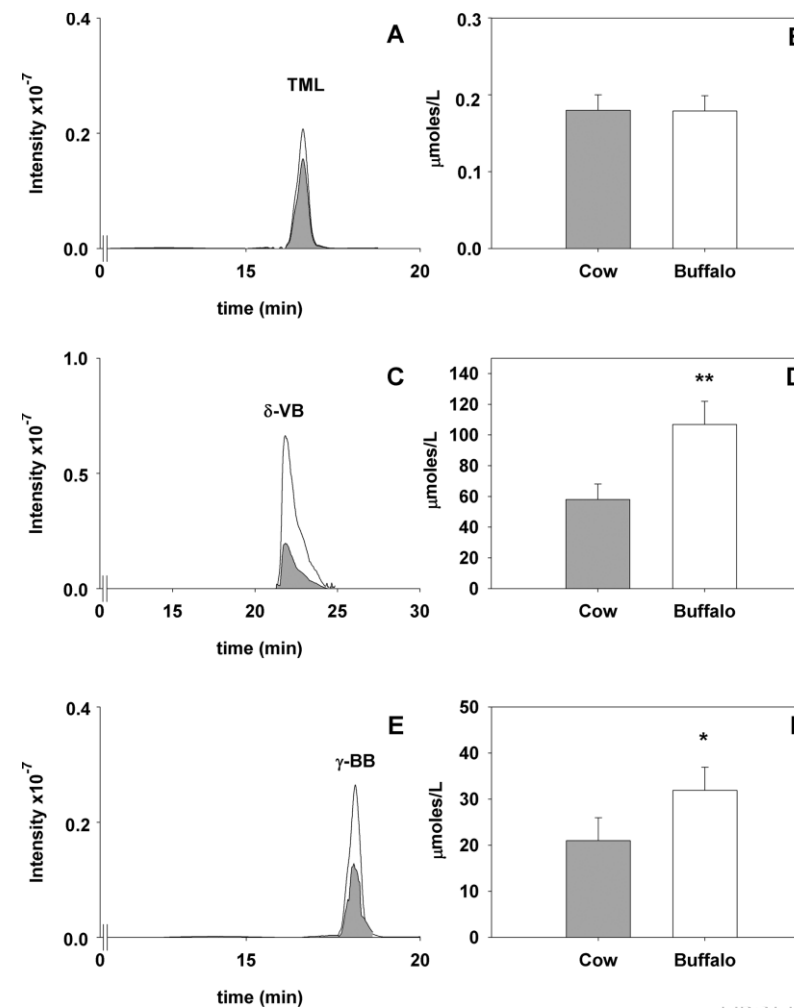 A
Intensity x10⁻⁷
0.4
0.2
0.0
TML
0 15 20
time (min)
μmoles/L
0.3
0.2
0.1
0.0
Cow Buffalo
C
Intensity x10⁻⁷
1.0
0.5
0.0
δ-VB
0 15 20 25 30
time (min)
μmoles/L
140
120
100
80
60
40
20
0
**
Cow Buffalo
E
Intensity x10⁻⁷
0.4
0.2
0.0
γ-BB
0 15 20
time (min)
μmoles/L
50
40
30
20
10
0
*
Cow Buffalo